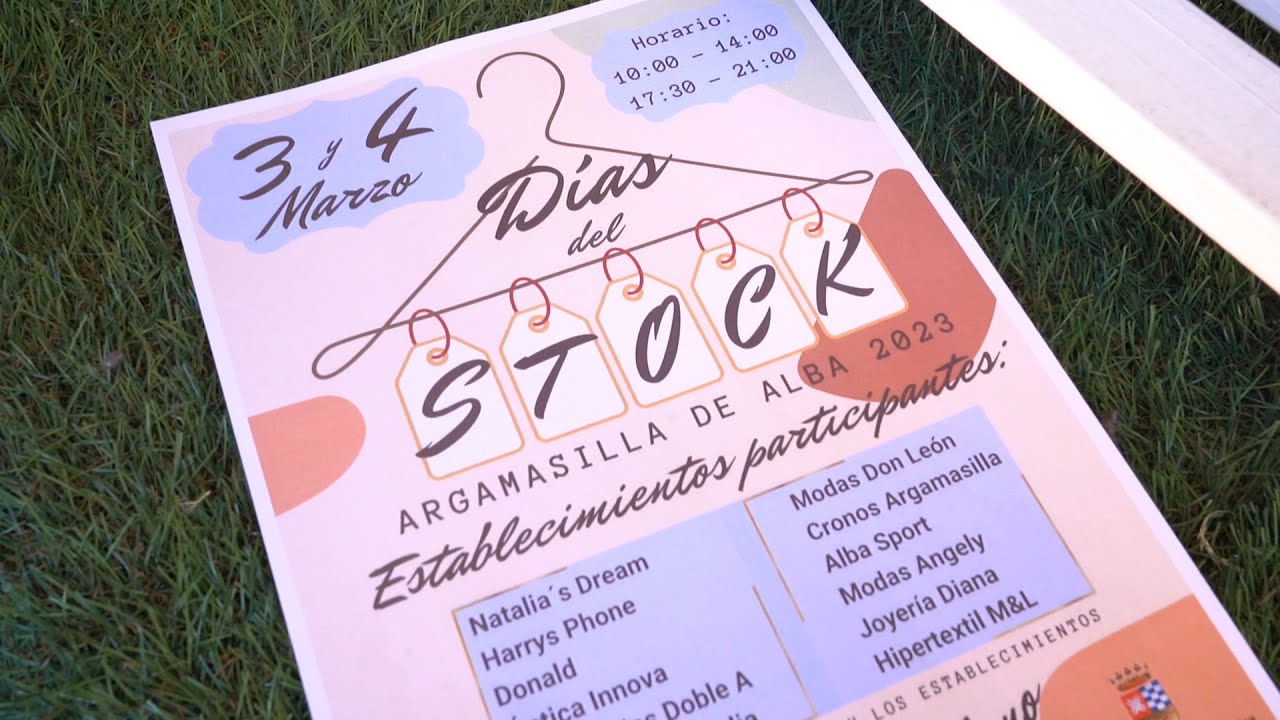 3 y 4
Marzo
Horario:
10:00 – 14:00
17:30 – 21:00
Días
del
STOCK
ARGAMASILLA DE ALBA 2023
Establecimientos participantes:
Natalia´s Dream
Harrys Phone
Donald
Innova
Doble A
Modas Don León
Cronos Argamasilla
Alba Sport
Modas Angely
Joyería Diana
Hipertextil M&L
LOS ESTABLECIMIENTOS